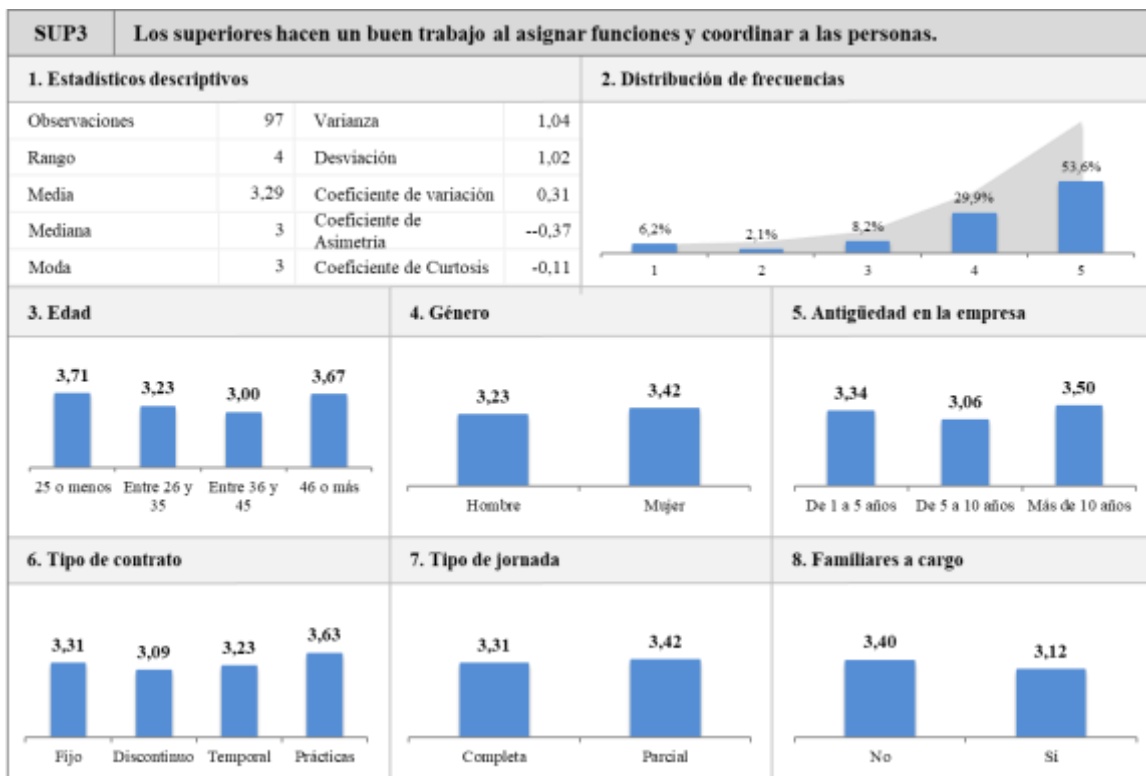 SUP3 Los superiores hacen un buen trabajo al asignar funciones y coordinar a las personas.
1. Estadísticos descriptivos
Observaciones 97 Varianza 1,04
Rango 4 Desviación 1,02
Media 3,29 Coeficiente de variación 0,31
Mediana 3 Coeficiente de Asimetría --0,37
Moda 3 Coeficiente de Curtosis -0,11
2. Distribución de frecuencias
6,2% 2,1% 8,2% 29,9% 53,6%
1 2 3 4 5
3. Edad
3,71 3,23 3,00 3,67
25 o menos Entre 26 y 35 Entre 36 y 45 46 o más
4. Género
3,23 3,42
Hombre Mujer
5. Antigüedad en la empresa
3,34 3,06 3,50
De 1 a 5 años De 5 a 10 años Más de 10 años
6. Tipo de contrato
3,31 3,09 3,23 3,63
Fijo Discontinuo Temporal Prácticas
7. Tipo de jornada
3,31 3,42
Completa Parcial
8. Familiares a cargo
3,40 3,12
No Si